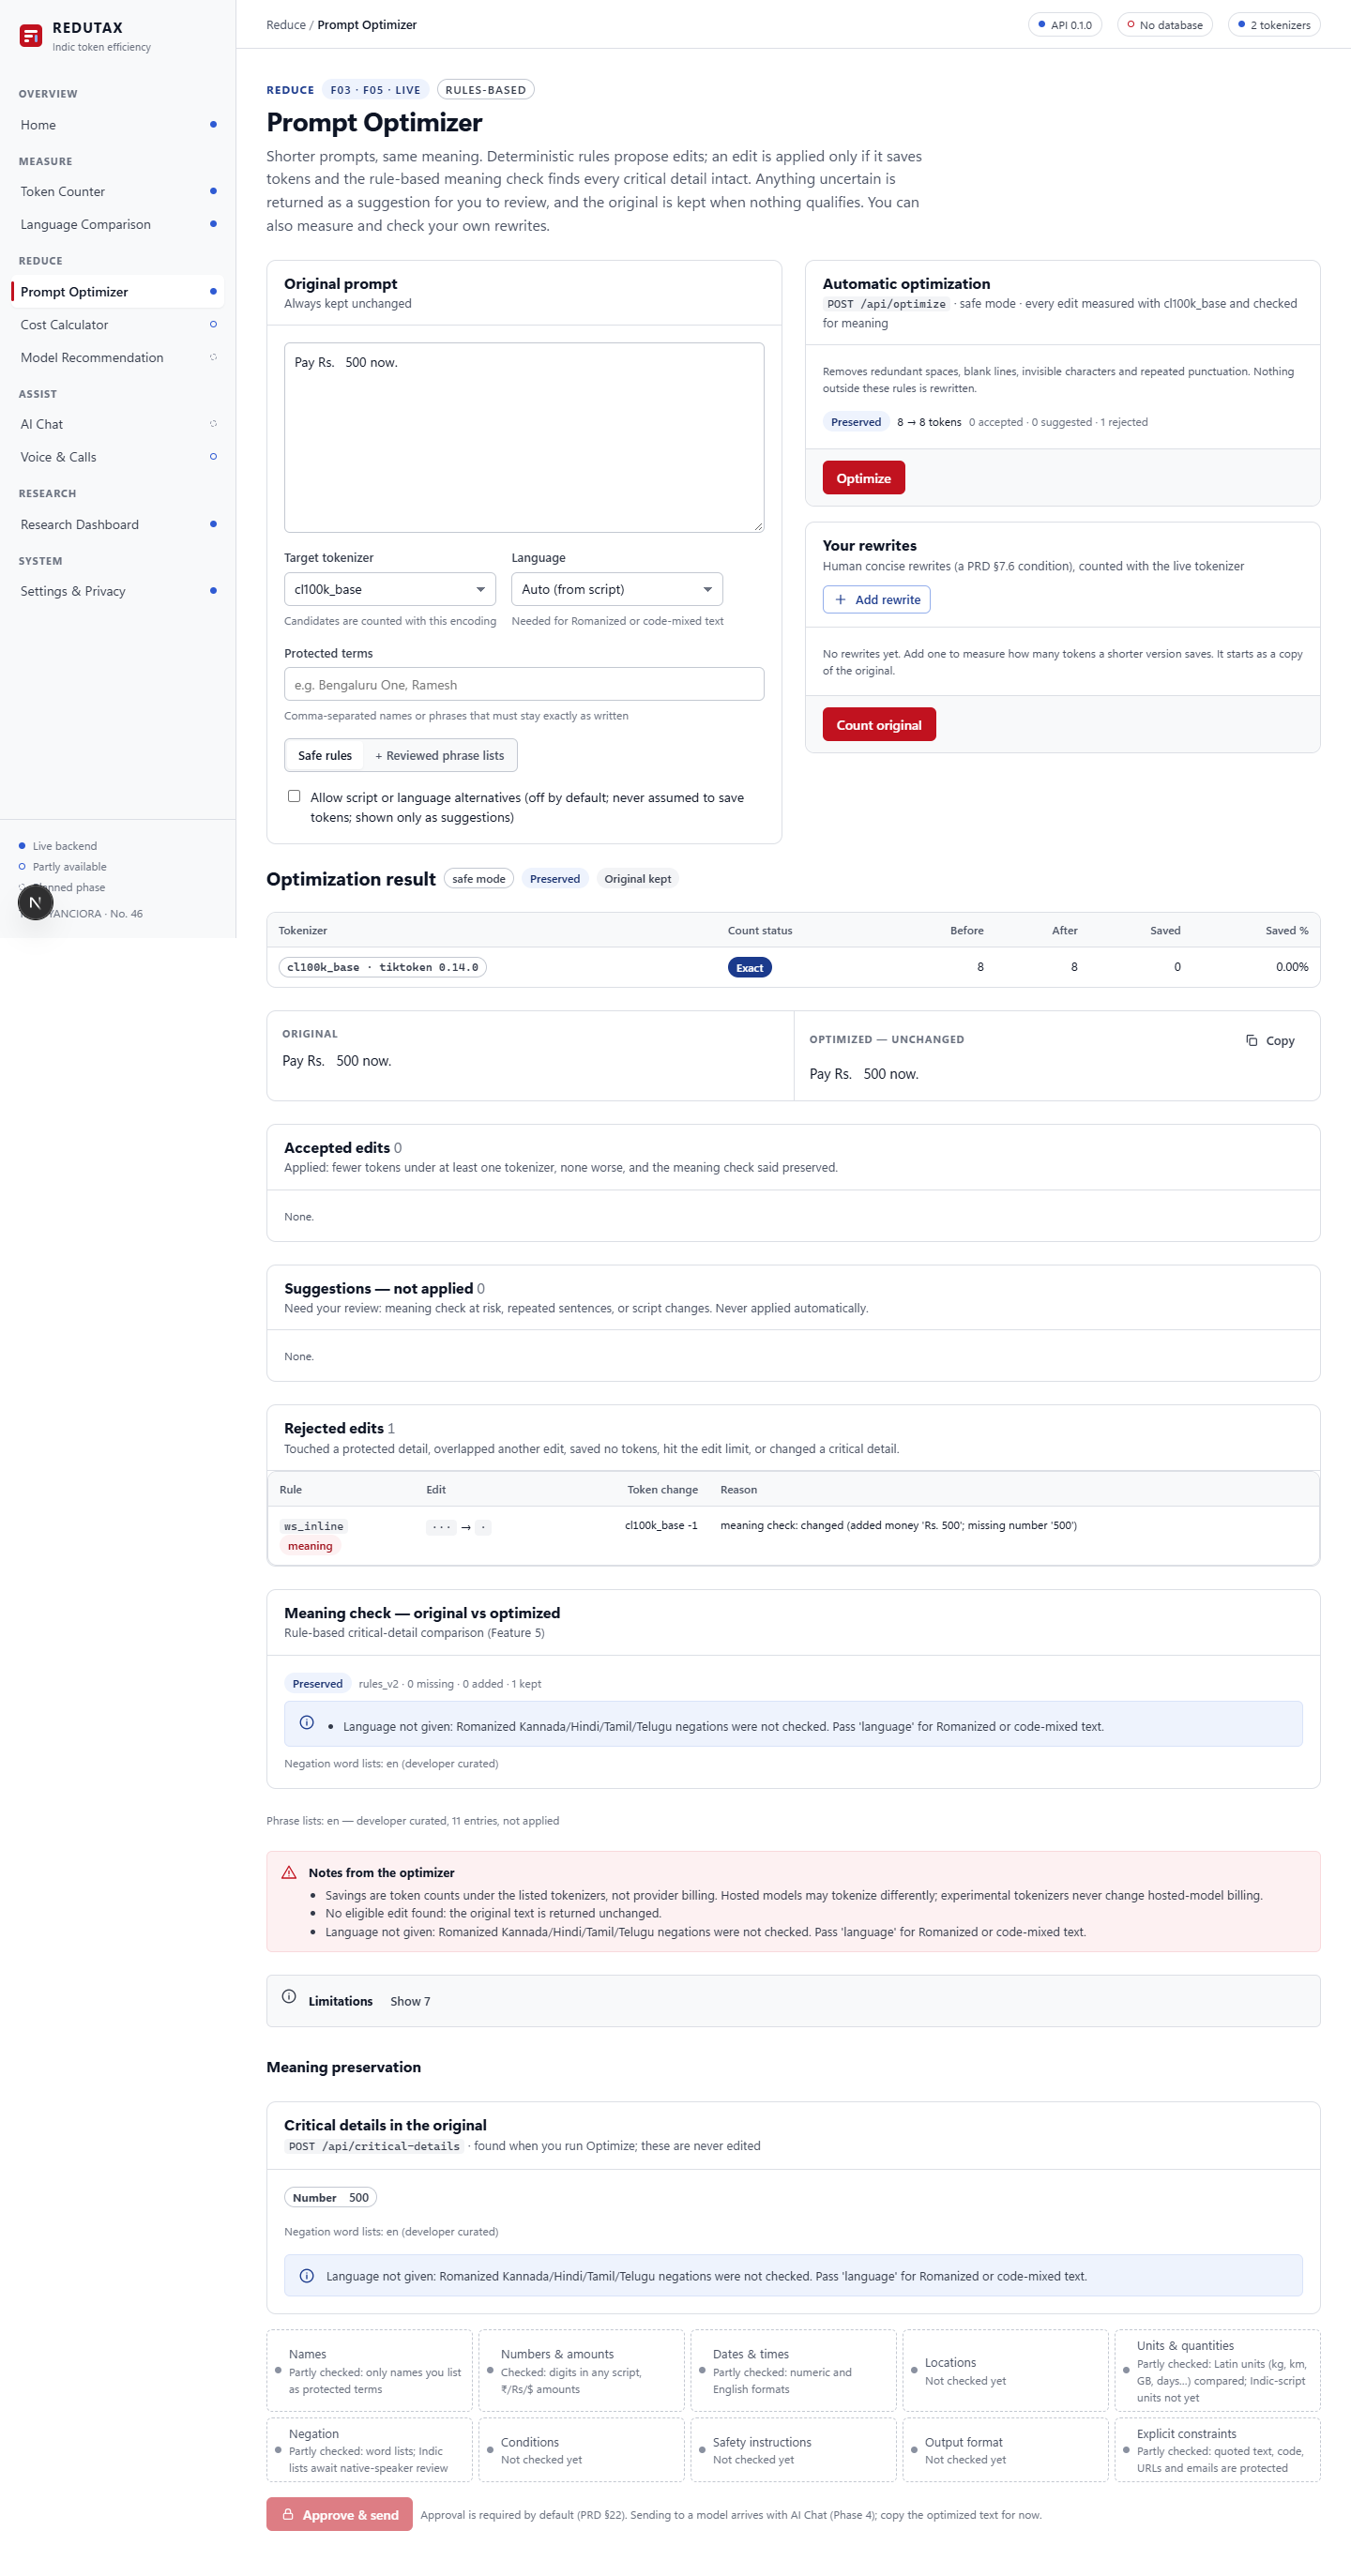 REDUTAX
Indic token efficiency
OVERVIEW
Home
MEASURE
Token Counter
Language Comparison
REDUCE
Prompt Optimizer
Cost Calculator
Model Recommendation
ASSIST
AI Chat
Voice & Calls
RESEARCH
Research Dashboard
SYSTEM
Settings & Privacy
Live backend
Partly available
nned phase
N
ANCIORA · No. 46
Reduce / Prompt Optimizer
API 0.1.0
No database
2 tokenizers
REDUCE F03 · F05 · LIVE RULES-BASED
Prompt Optimizer
Shorter prompts, same meaning. Deterministic rules propose edits; an edit is applied only if it saves
tokens and the rule-based meaning check finds every critical detail intact. Anything uncertain is
returned as a suggestion for you to review, and the original is kept when nothing qualifies. You can
also measure and check your own rewrites.
Original prompt
Always kept unchanged
Pay Rs.   500 now.
Target tokenizer
cl100k_base
Candidates are counted with this encoding
Language
Auto (from script)
Needed for Romanized or code-mixed text
Protected terms
e.g. Bengaluru One, Ramesh
Comma-separated names or phrases that must stay exactly as written
Safe rules + Reviewed phrase lists
Allow script or language alternatives (off by default; never assumed to save
tokens; shown only as suggestions)
Automatic optimization
POST /api/optimize · safe mode · every edit measured with cl100k_base and checked
for meaning
Removes redundant spaces, blank lines, invisible characters and repeated punctuation. Nothing
outside these rules is rewritten.
Preserved 8 → 8 tokens 0 accepted · 0 suggested · 1 rejected
Optimize
Your rewrites
Human concise rewrites (a PRD §7.6 condition), counted with the live tokenizer
+ Add rewrite
No rewrites yet. Add one to measure how many tokens a shorter version saves. It starts as a copy
of the original.
Count original
Optimization result safe mode Preserved Original kept
Tokenizer Count status Before After Saved Saved %
cl100k_base · tiktoken 0.14.0 Exact 8 8 0 0.00%
ORIGINAL
Pay Rs.   500 now.
OPTIMIZED — UNCHANGED
Copy
Pay Rs.   500 now.
Accepted edits 0
Applied: fewer tokens under at least one tokenizer, none worse, and the meaning check said preserved.
None.
Suggestions — not applied 0
Need your review: meaning check at risk, repeated sentences, or script changes. Never applied automatically.
None.
Rejected edits 1
Touched a protected detail, overlapped another edit, saved no tokens, hit the edit limit, or changed a critical detail.
Rule Edit Token change Reason
ws_inline ··· → · cl100k_base -1 meaning check: changed (added money 'Rs. 500'; missing number '500')
meaning
Meaning check — original vs optimized
Rule-based critical-detail comparison (Feature 5)
Preserved rules_v2 · 0 missing · 0 added · 1 kept
• Language not given: Romanized Kannada/Hindi/Tamil/Telugu negations were not checked. Pass 'language' for Romanized or code-mixed text.
Negation word lists: en (developer curated)
Phrase lists: en — developer curated, 11 entries, not applied
Notes from the optimizer
• Savings are token counts under the listed tokenizers, not provider billing. Hosted models may tokenize differently; experimental tokenizers never change hosted-model billing.
• No eligible edit found: the original text is returned unchanged.
• Language not given: Romanized Kannada/Hindi/Tamil/Telugu negations were not checked. Pass 'language' for Romanized or code-mixed text.
Limitations Show 7
Meaning preservation
Critical details in the original
POST /api/critical-details · found when you run Optimize; these are never edited
Number 500
Negation word lists: en (developer curated)
Language not given: Romanized Kannada/Hindi/Tamil/Telugu negations were not checked. Pass 'language' for Romanized or code-mixed text.
Names
Partly checked: only names you list
as protected terms
Numbers & amounts
Checked: digits in any script,
₹/Rs/$ amounts
Dates & times
Partly checked: numeric and
English formats
Locations
Not checked yet
Units & quantities
Partly checked: Latin units (kg, km,
GB, days...) compared; Indic-script
units not yet
Negation
Partly checked: word lists; Indic
lists await native-speaker review
Conditions
Not checked yet
Safety instructions
Not checked yet
Output format
Not checked yet
Explicit constraints
Partly checked: quoted text, code,
URLs and emails are protected
Approve & send
Approval is required by default (PRD §22). Sending to a model arrives with AI Chat (Phase 4); copy the optimized text for now.